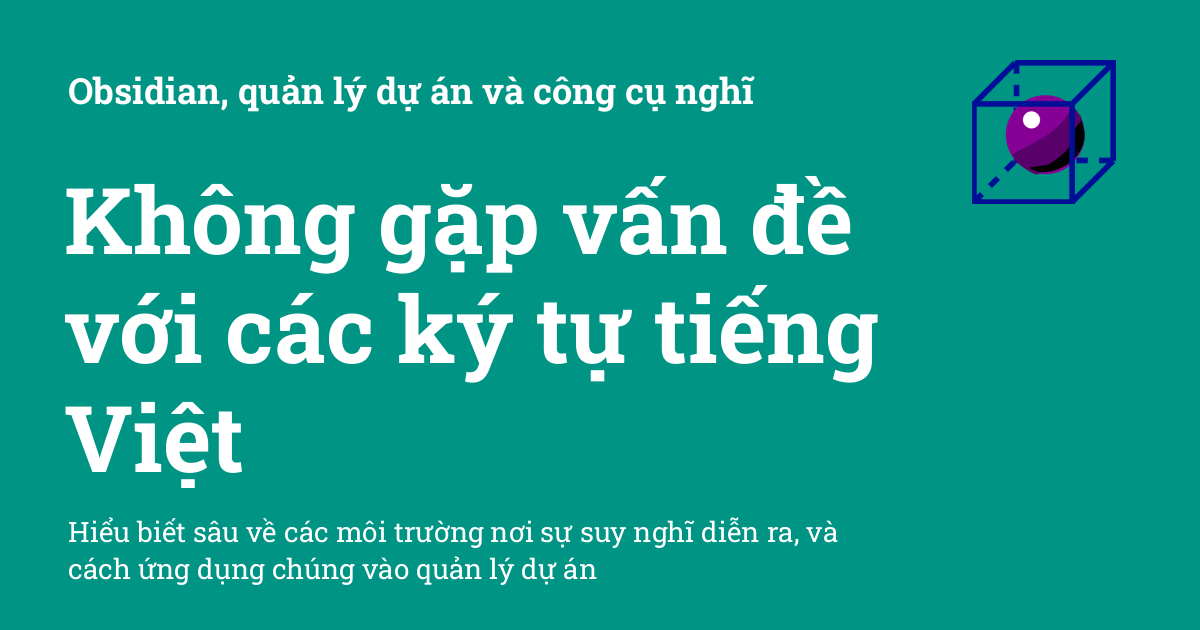 Obsidian, quản lý dự án và công cụ nghĩ
Không gặp vấn đề
với các ký tự tiếng
Việt
Hiểu biết sâu về các môi trường nơi sự suy nghĩ diễn ra, và
cách ứng dụng chúng vào quản lý dự án